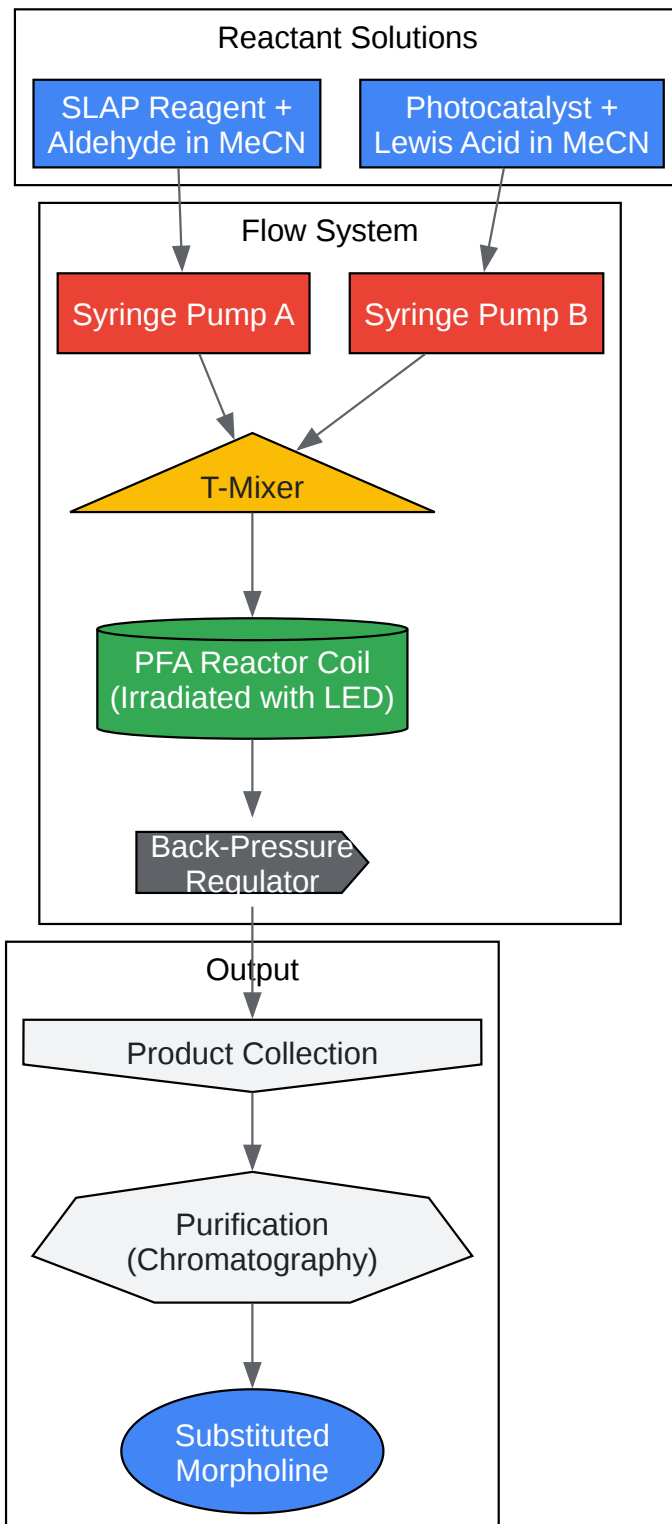 Reactant Solutions
SLAP Reagent +
Aldehyde in MeCN
Photocatalyst +
Lewis Acid in MeCN
Flow System
Syringe Pump A
Syringe Pump B
T-Mixer
PFA Reactor Coil
(Irradiated with LED)
Back-Pressure
Regulator
Output
Product Collection
Purification
(Chromatography)
Substituted
Morpholine